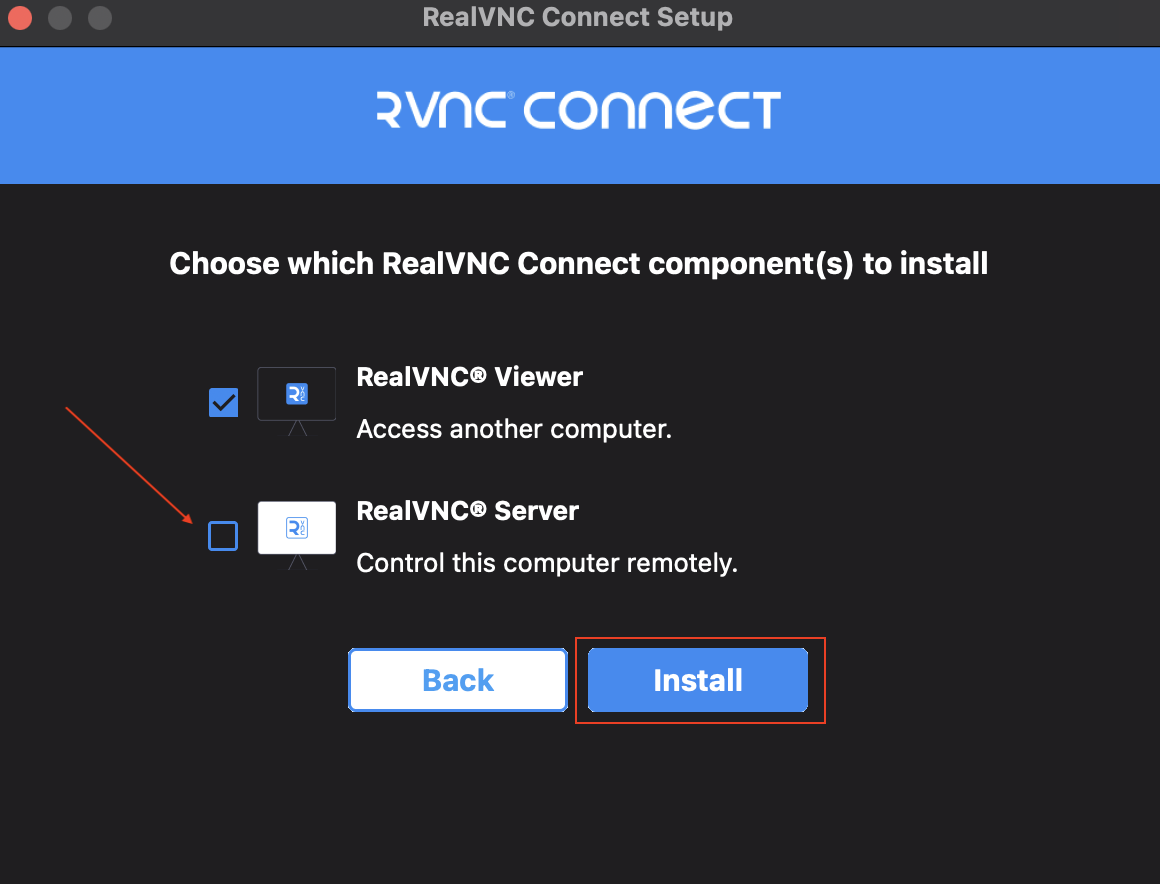 RealVNC Connect Setup
RVNC® CONNECT
Choose which RealVNC Connect component(s) to install
RealVNC® Viewer
Access another computer.
RealVNC® Server
Control this computer remotely.
Back
Install